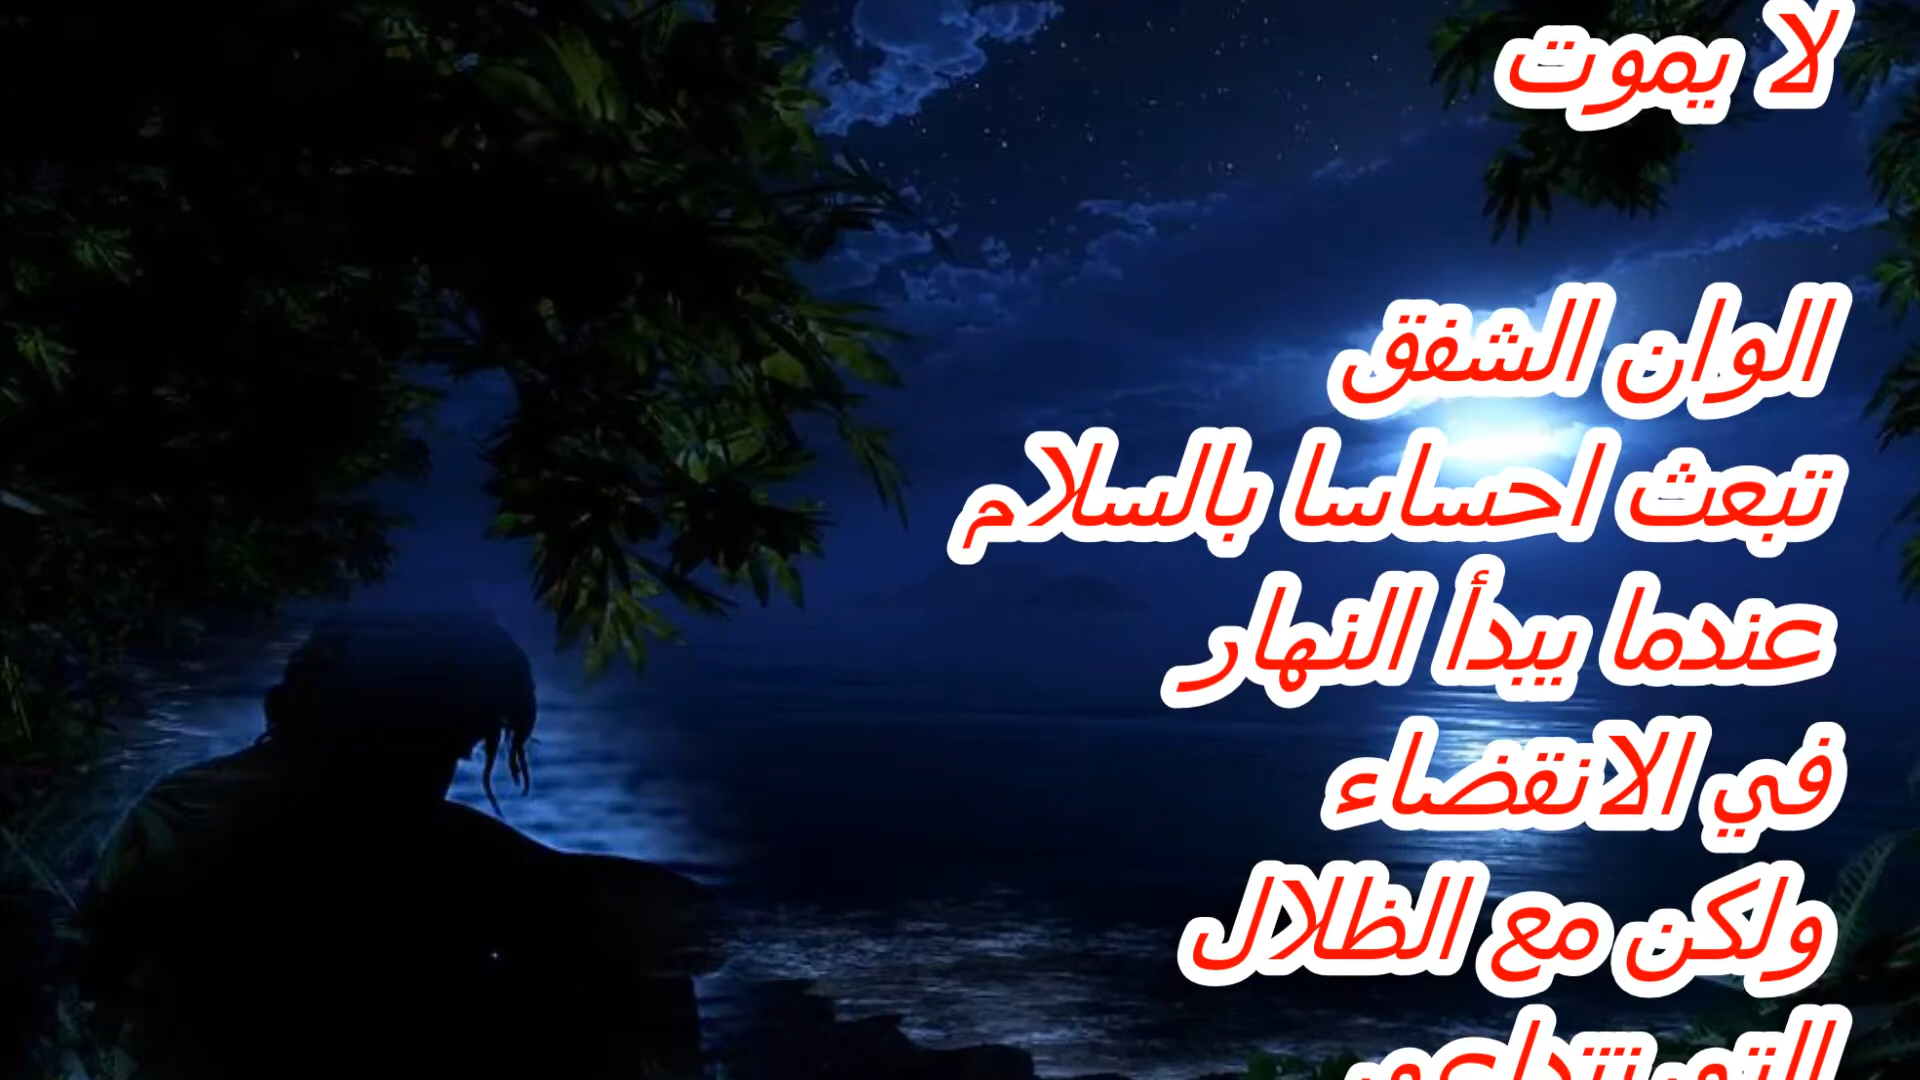 لا يموت
الوان الشفق
تبعث احساسا بالسلام
عندما يبدأ النهار
في الانقضاء
ولكن مع الظلال